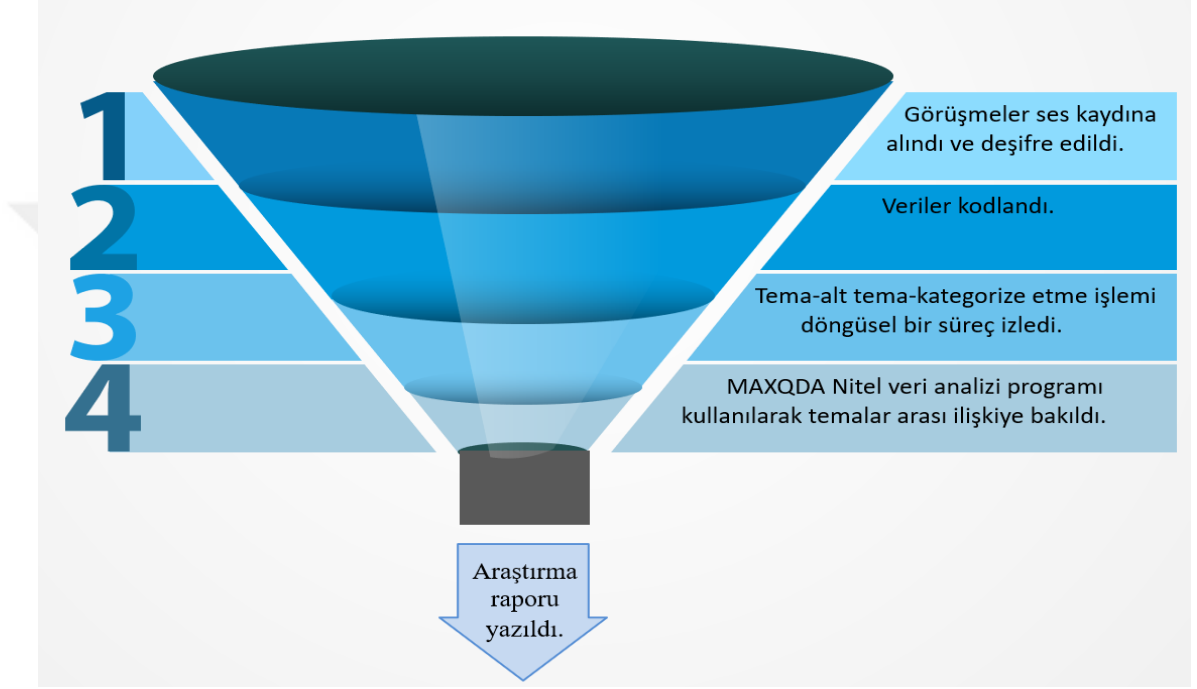 1
Görüşmeler ses kaydına
alındı ve deşifre edildi.
2
Veriler kodlandı.
3
Tema-alt tema-kategorize etme işlemi
döngüsel bir süreç izledi.
4
MAXQDA Nitel veri analizi programı
kullanılarak temalar arası ilişkiye bakıldı.
Araştırma
raporu
yazıldı.